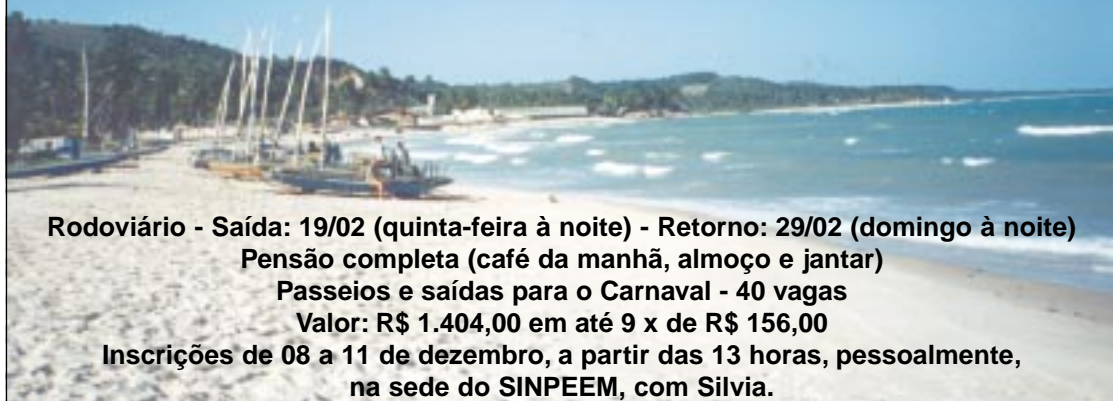 Rodoviário - Saída: 19/02 (quinta-feira à noite) - Retorno: 29/02 (domingo à noite)
Pensão completa (café da manhã, almoço e jantar)
Passeios e saídas para o Carnaval - 40 vagas
Valor: R$ 1.404,00 em até 9 x de R$ 156,00
Inscrições de 08 a 11 de dezembro, a partir das 13 horas, pessoalmente,
na sede do SINPEEM, com Silvia.